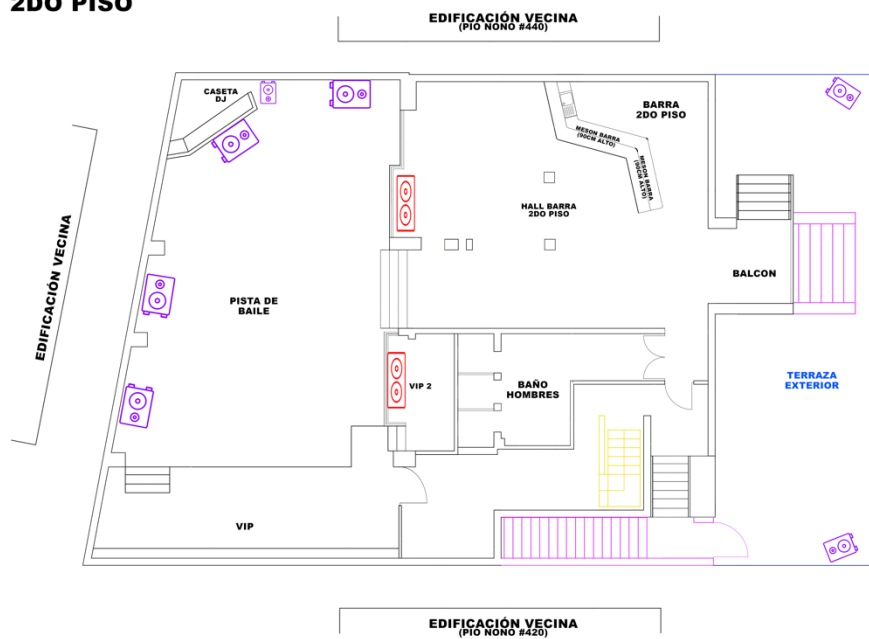 2DO PISO
EDIFICACIÓN VECINA
(PIO NONO #440)
CASETA
DJ
BARRA
2DO PISO
MESON BARRA
(90CM ALTO)
MESON BARRA
(90CM ALTO)
HALL BARRA
2DO PISO
EDIFICACIÓN VECINA
PISTA DE
BAILE
BALCON
VIP 2
BAÑO
HOMBRES
TERRAZA
EXTERIOR
VIP
EDIFICACIÓN VECINA
(PIO NONO #420)